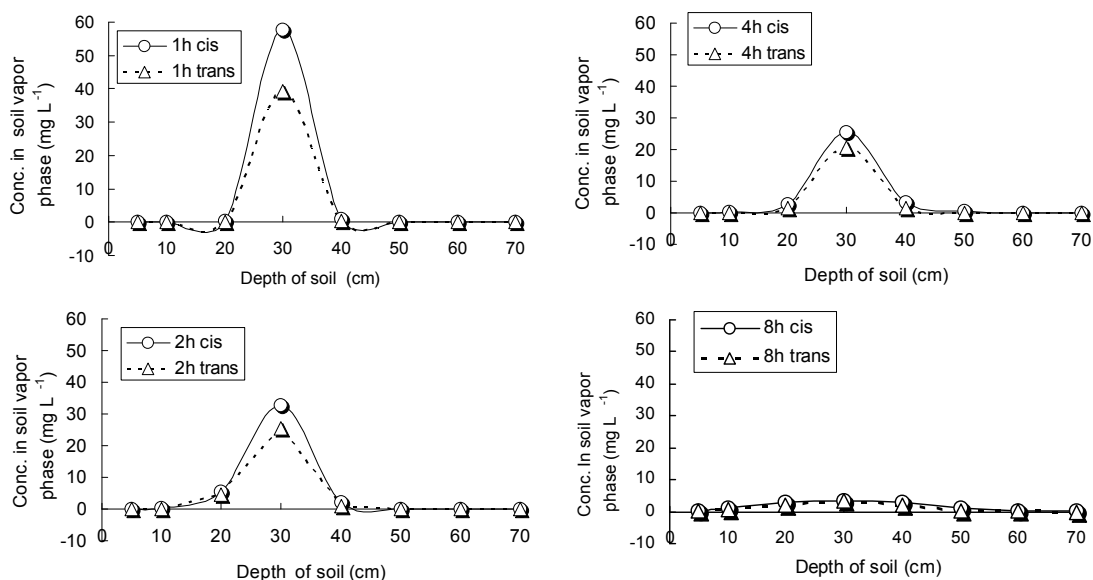 60
50
40
30
20
10
0
-10
Conc. in soil vapor
phase (mg L⁻¹)
1h cis
1h trans
0 10 20 30 40 50 60 70
Depth of soil (cm)
60
50
40
30
20
10
0
-10
Conc. in soil vapor
phase (mg L⁻¹)
4h cis
4h trans
0 10 20 30 40 50 60 70
Depth of soil (cm)
60
50
40
30
20
10
0
-10
Conc. in soil vapor
phase (mg L⁻¹)
2h cis
2h trans
0 10 20 30 40 50 60 70
Depth of soil (cm)
60
50
40
30
20
10
0
-10
Conc. In soil vapor
phase (mg L⁻¹)
8h cis
8h trans
0 10 20 30 40 50 60 70
Depth of soil (cm)